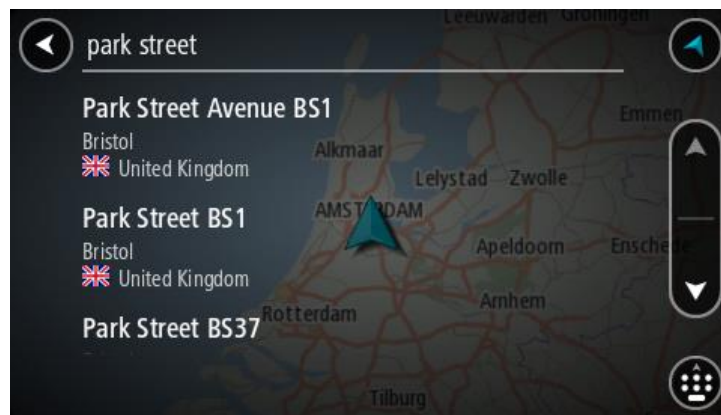 Leeuwarden Groningen
park street
Park Street Avenue BS1
Bristol
United Kingdom
Park Street BS1
Bristol
United Kingdom
Park Street BS37
Emmen
Alkmaar
Lelystad
Zwolle
AMSTERDAM
Apeldoorn
Enschede
Arnhem
Rotterdam
Tilburg